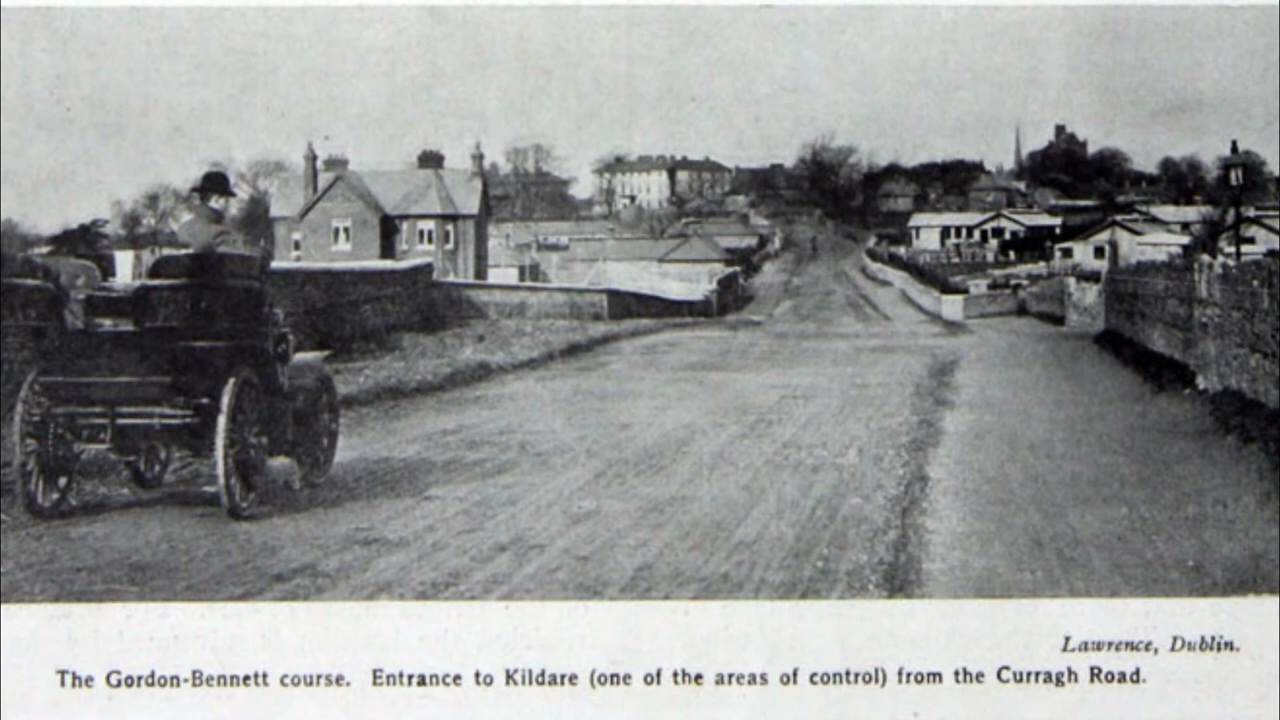 Lawrence, Dublin.
The Gordon-Bennett course. Entrance to Kildare (one of the areas of control) from the Curragh Road.